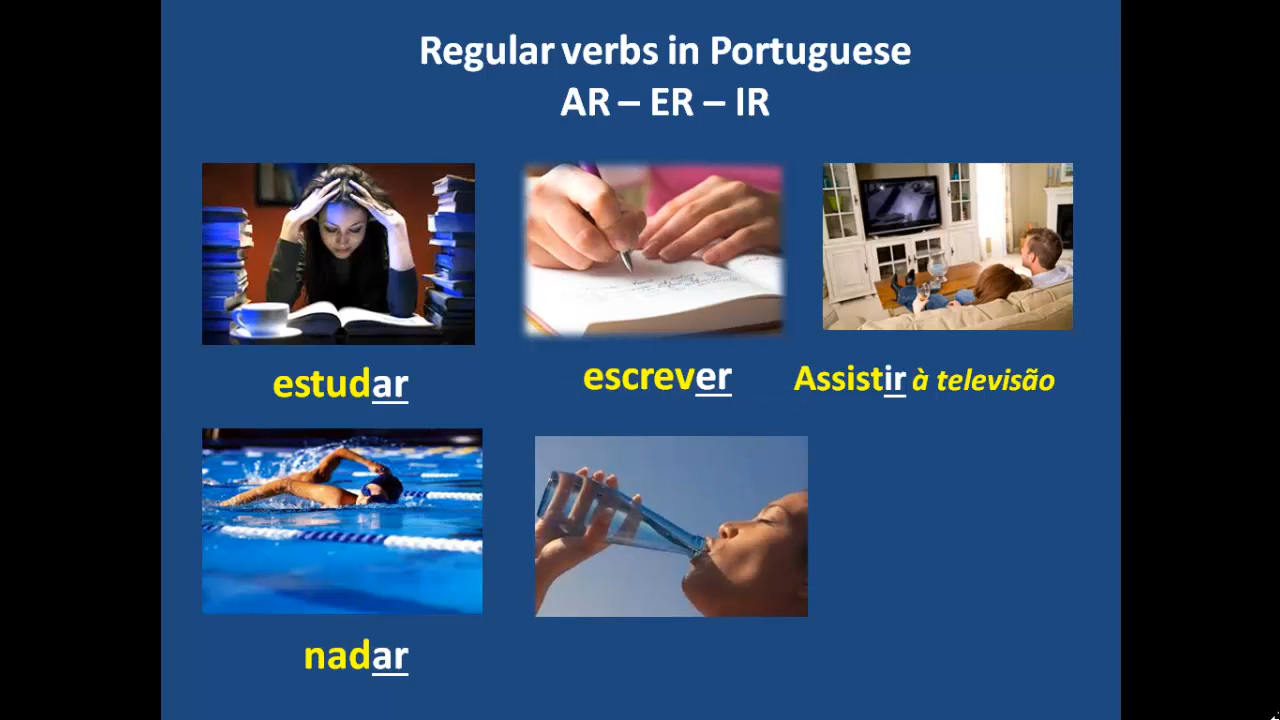 Regular verbs in Portuguese
AR – ER – IR
estudar
escrever
Assistir à televisão
nadar